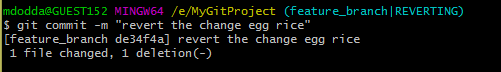 mdodda@GUEST152 MINGW64 /e/MyGitProject (feature_branch|REVERTING)
$ git commit -m "revert the change egg rice"
[feature_branch de34f4a] revert the change egg rice
 1 file changed, 1 deletion(-)